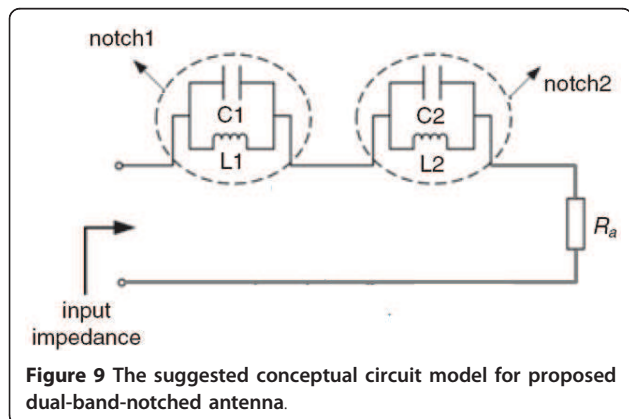 notch1
notch2
C1
C2
L1
L2
Ra
input
impedance
Figure 9 The suggested conceptual circuit model for proposed
dual-band-notched antenna.